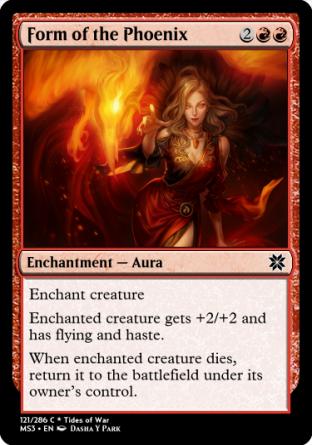 Form of the Phoenix 2
Enchantment — Aura
Enchant creature
Enchanted creature gets +2/+2 and
has flying and haste.
When enchanted creature dies,
return it to the battlefield under its
owner's control.
121/286 C * Tides of War
MS3 • EN DASHA Y PARK